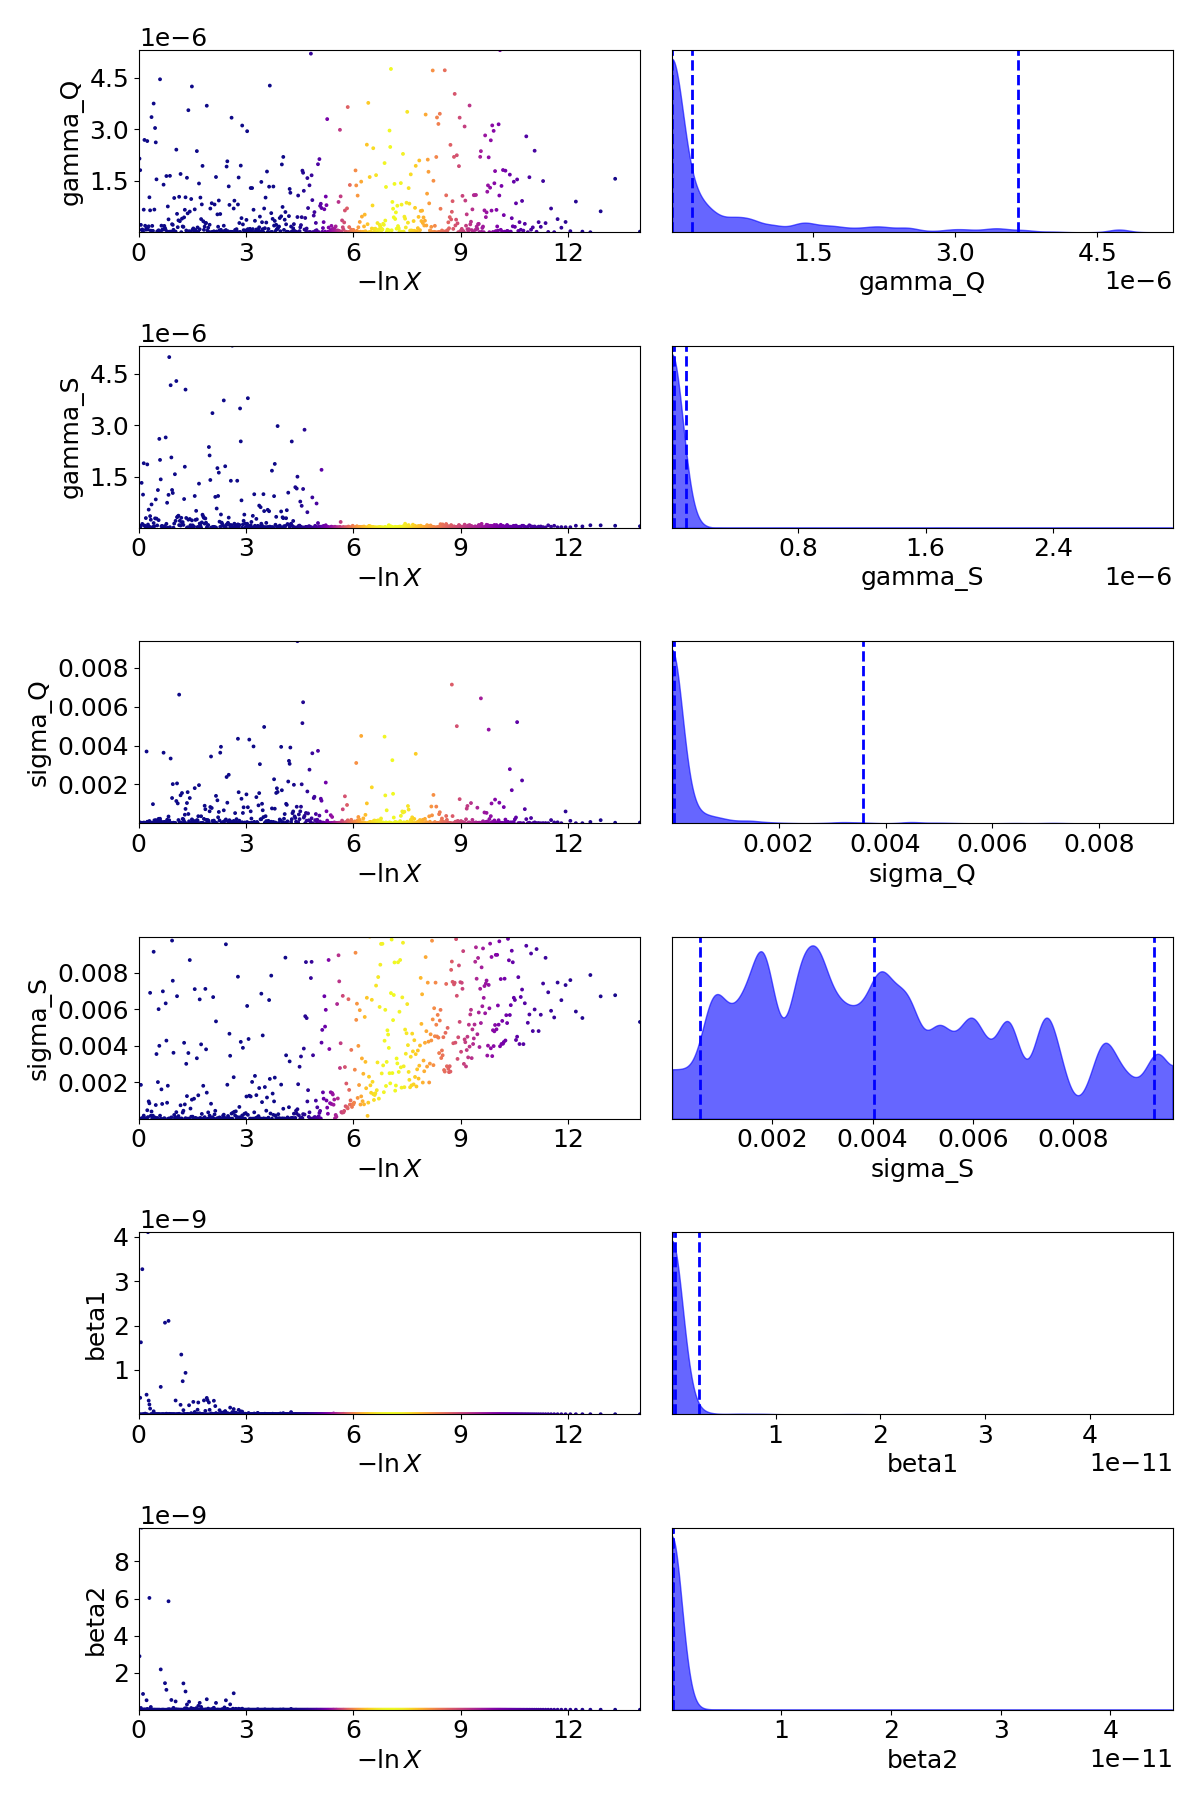 1e−6
4.5
3.0
1.5
gamma_Q
0 3 6 9 12
−ln X
1.5 3.0 4.5
gamma_Q
1e−6
1e−6
4.5
3.0
1.5
gamma_S
0 3 6 9 12
−ln X
0.8 1.6 2.4
gamma_S
1e−6
0.008
0.006
0.004
0.002
sigma_Q
0 3 6 9 12
−ln X
0.002 0.004 0.006 0.008
sigma_Q
0.008
0.006
0.004
0.002
sigma_S
0 3 6 9 12
−ln X
0.002 0.004 0.006 0.008
sigma_S
1e−9
4
3
2
1
beta1
0 3 6 9 12
−ln X
1 2 3 4
beta1
1e−11
1e−9
8
6
4
2
beta2
0 3 6 9 12
−ln X
1 2 3 4
beta2
1e−11